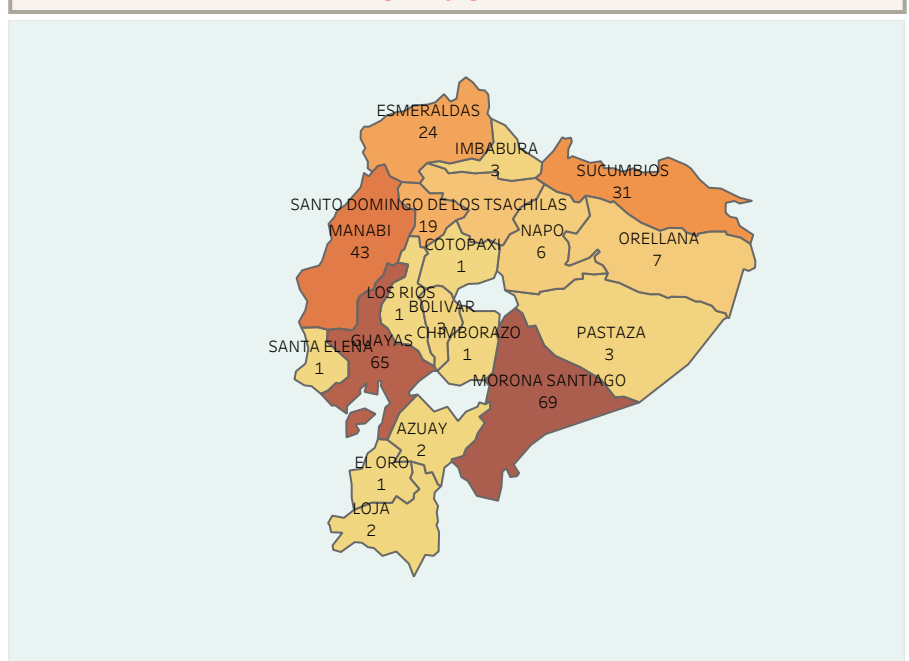 ESMERALDAS
24
IMBABURA
3
SUCUMBIOS
31
SANTO DOMINGO DE LOS TSACHILAS
19
MANABI
43
NAPO
6
ORELLANA
7
COTOPAXI
1
LOS RIOS
1
BOLIVAR
3
CHIMBORAZO
1
PASTAZA
3
SANTA ELENA
1
GUAYAS
65
MORONA SANTIAGO
69
AZUAY
2
EL ORO
1
LOJA
2